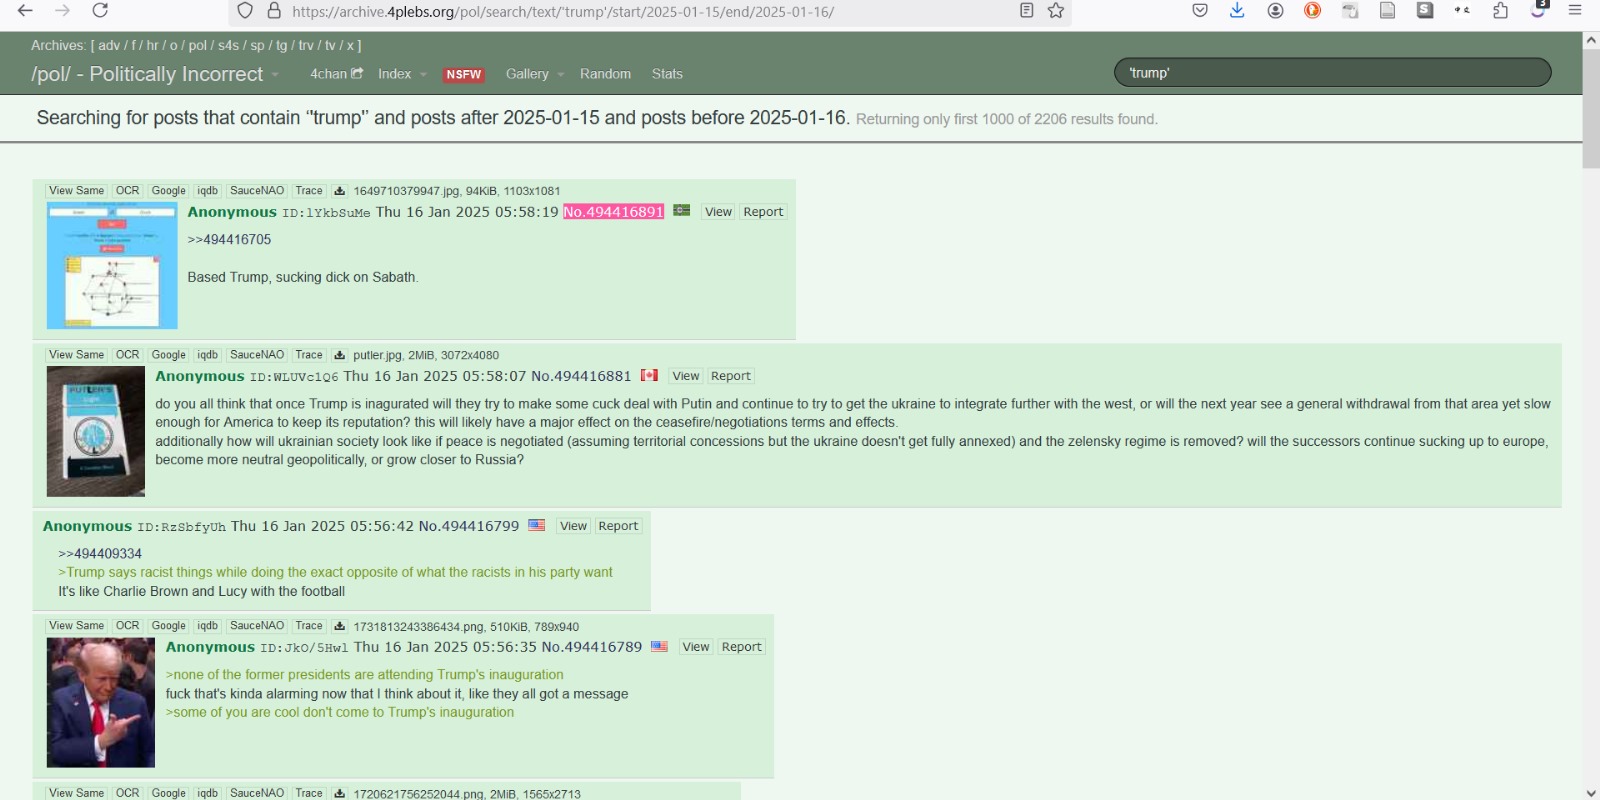 https://archive.4plebs.org/pol/search/text/'trump'/start/2025-01-15/end/2025-01-16/
3
Archives: [ adv / f / hr / o / pol / s4s / sp / tg / trv / tv / x ]
/pol/ - Politically Incorrect 4chan Index NSFW Gallery Random Stats 'trump'
Searching for posts that contain "trump" and posts after 2025-01-15 and posts before 2025-01-16. Returning only first 1000 of 2206 results found.
View Same OCR Google iqdb SauceNAO Trace 1649710379947.jpg, 94KiB, 1103x1081
Anonymous ID:lYkbSuMe Thu 16 Jan 2025 05:58:19 No.494416891 View Report
>>494416705
Based Trump, sucking dick on Sabath.
View Same OCR Google iqdb SauceNAO Trace putler.jpg, 2MiB, 3072x4080
Anonymous ID:WLUVc1Q6 Thu 16 Jan 2025 05:58:07 No.494416881 View Report
do you all think that once Trump is inagurated will they try to make some cuck deal with Putin and continue to try to get the ukraine to integrate further with the west, or will the next year see a general withdrawal from that area yet slow
enough for America to keep its reputation? this will likely have a major effect on the ceasefire/negotiations terms and effects.
additionally how will ukrainian society look like if peace is negotiated (assuming territorial concessions but the ukraine doesn't get fully annexed) and the zelensky regime is removed? will the successors continue sucking up to europe,
become more neutral geopolitically, or grow closer to Russia?
Anonymous ID:RzSbfyUh Thu 16 Jan 2025 05:56:42 No.494416799 View Report
>>494409334
>Trump says racist things while doing the exact opposite of what the racists in his party want
It's like Charlie Brown and Lucy with the football
View Same OCR Google iqdb SauceNAO Trace 1731813243386434.png, 510KiB, 789x940
Anonymous ID:JkO/5Hwl Thu 16 Jan 2025 05:56:35 No.494416789 View Report
>none of the former presidents are attending Trump's inauguration
fuck that's kinda alarming now that I think about it, like they all got a message
>some of you are cool don't come to Trump's inauguration
View Same OCR Google iqdb SauceNAO Trace 1720621756252044.png, 2MiB, 1565x2713